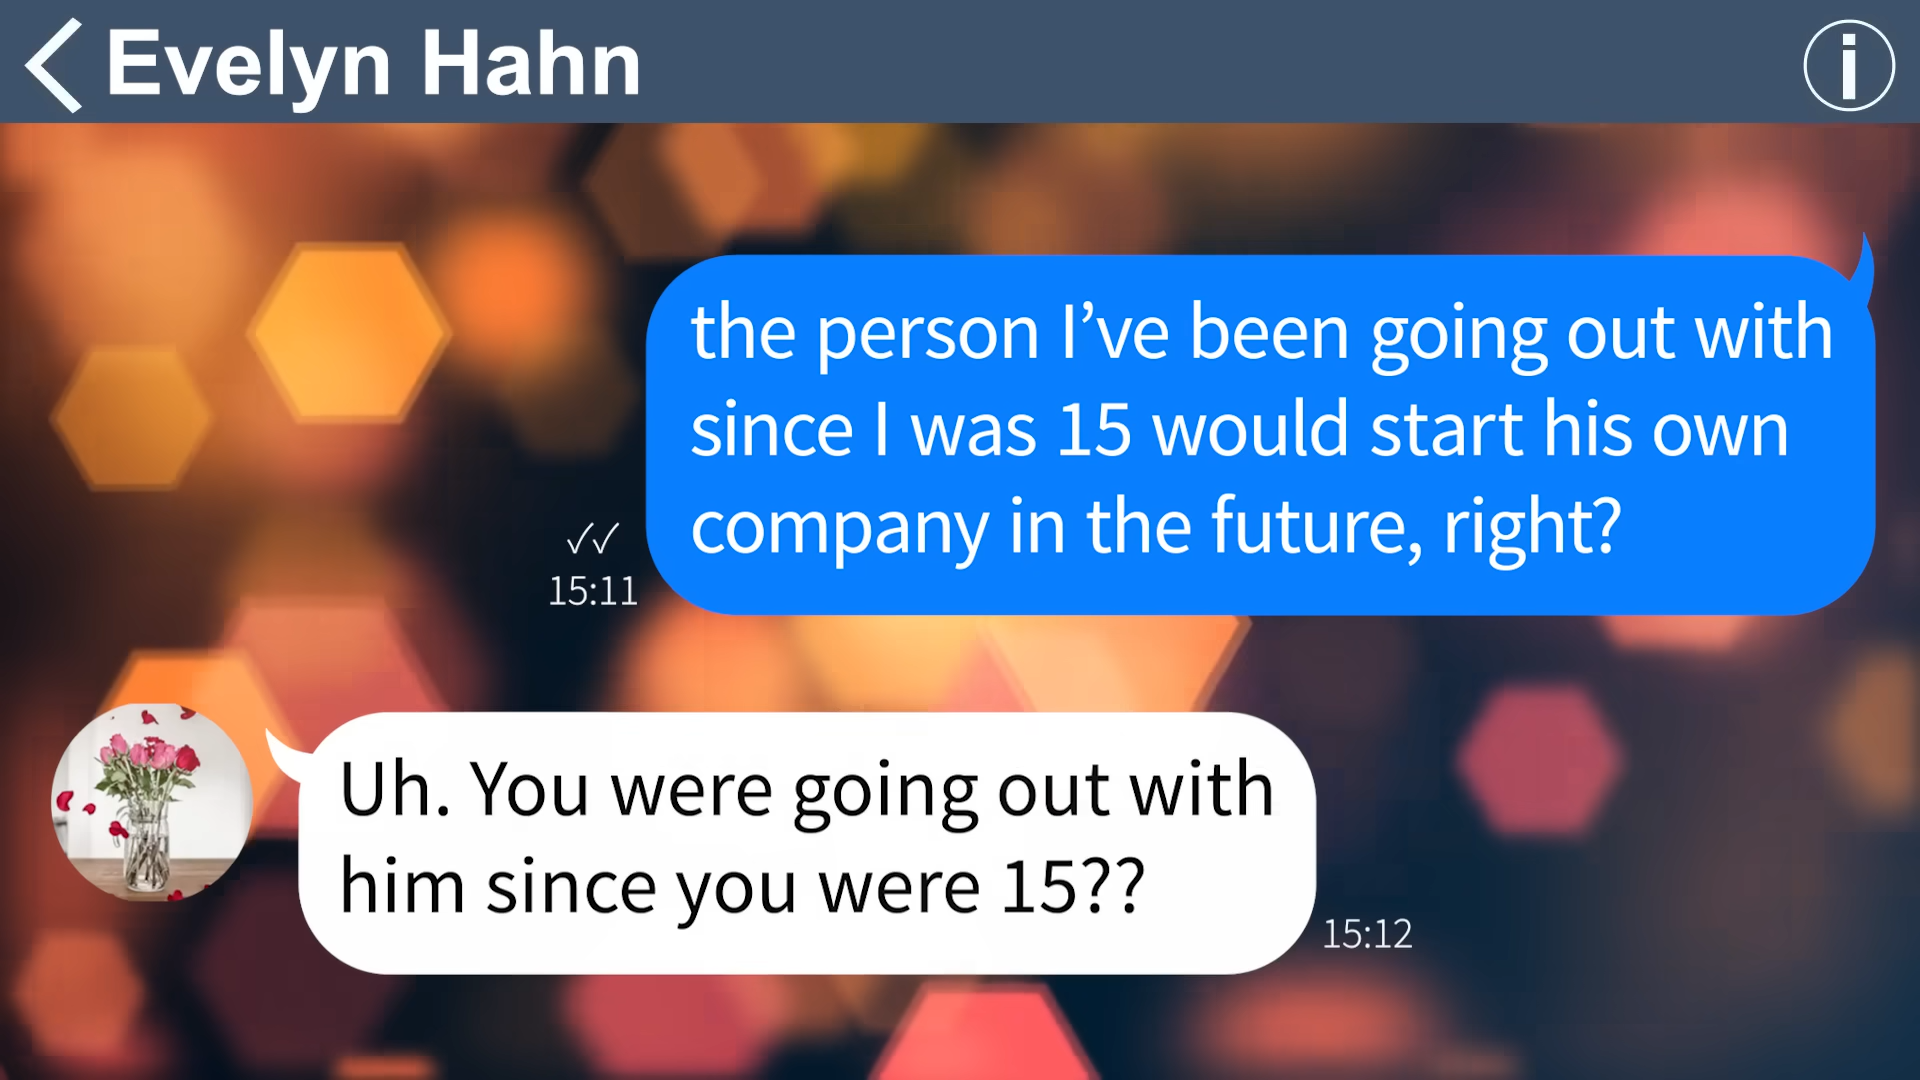 Evelyn Hahn
the person I’ve been going out with
since I was 15 would start his own
company in the future, right?
15:11
Uh. You were going out with
him since you were 15??
15:12